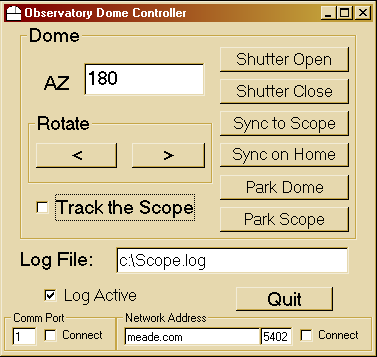 Observatory Dome Controller
Dome
AZ 180
Rotate
< >
Track the Scope
Shutter Open
Shutter Close
Sync to Scope
Sync on Home
Park Dome
Park Scope
Log File: c:\Scope.log
Log Active Quit
Comm Port
1 Connect
Network Address
meade.com 5402 Connect